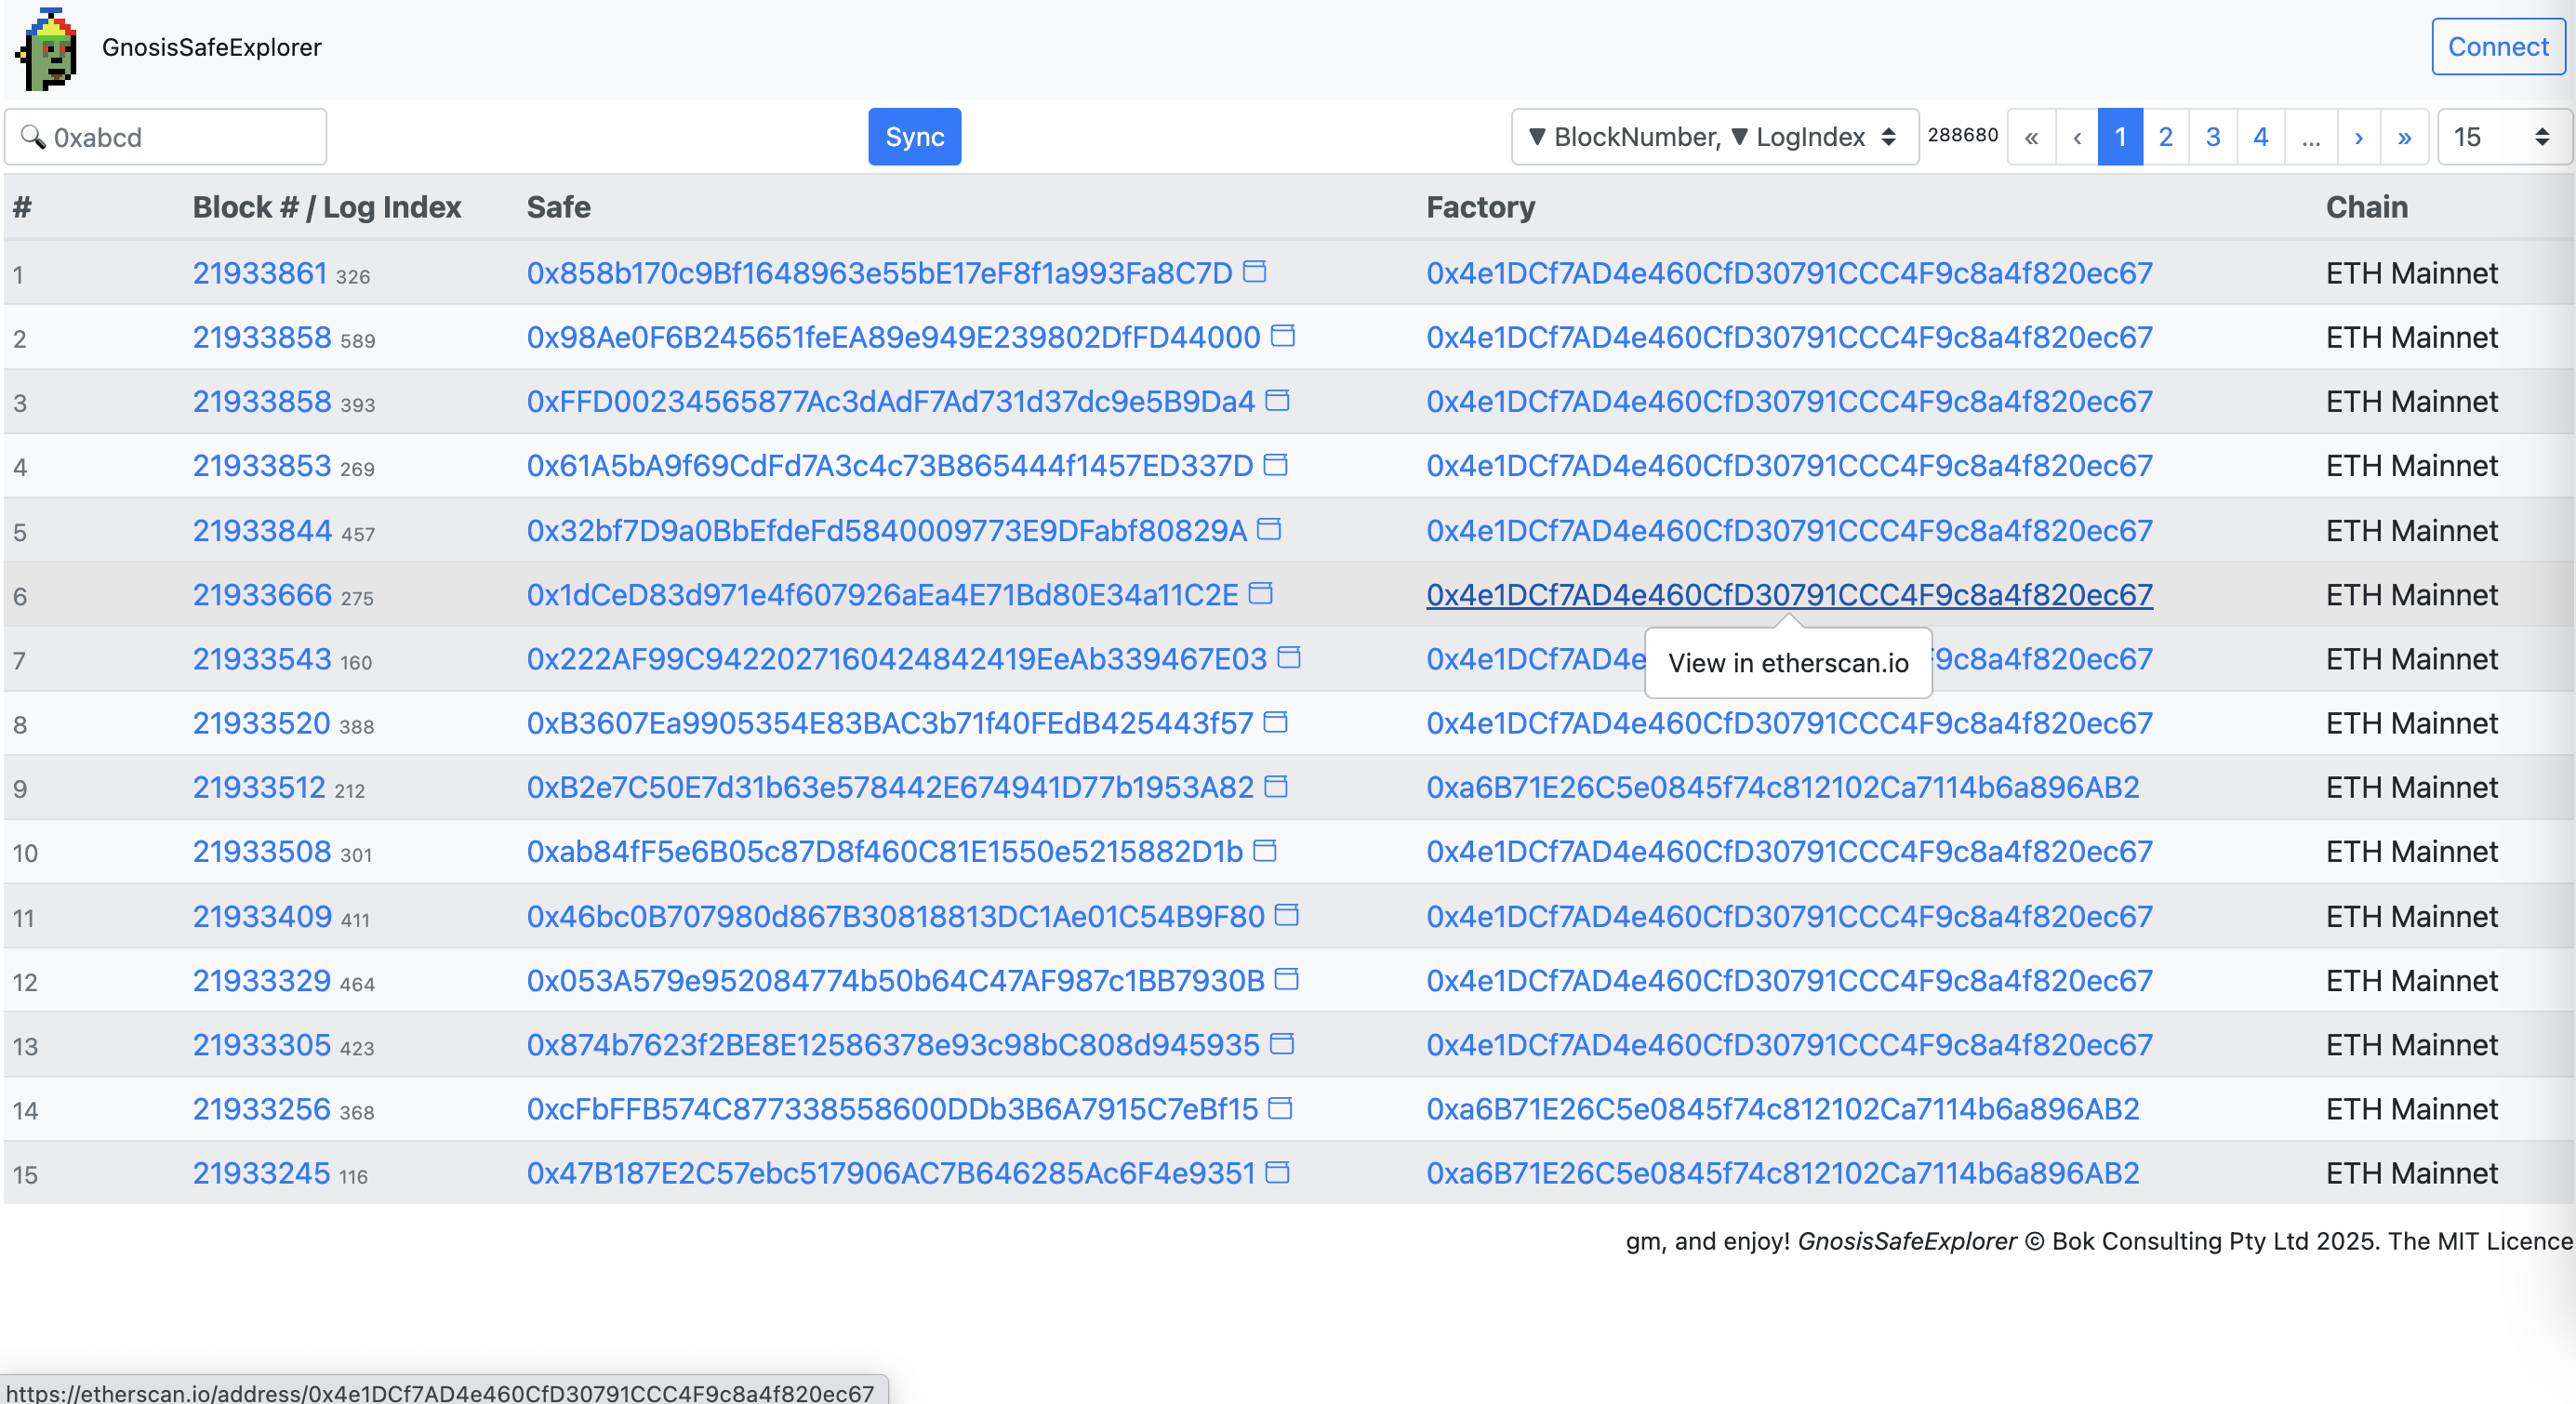 GnosisSafeExplorer Connect
0xabcd Sync ▼ BlockNumber, ▼ LogIndex 288680 « ‹ 1 2 3 4 ... › » 15
# Block # / Log Index Safe Factory Chain
1 21933861 326 0x858b170c9Bf1648963e55bE17eF8f1a993Fa8C7D 0x4e1DCf7AD4e460CfD30791CCC4F9c8a4f820ec67 ETH Mainnet
2 21933858 589 0x98Ae0F6B245651feEA89e949E239802DfFD44000 0x4e1DCf7AD4e460CfD30791CCC4F9c8a4f820ec67 ETH Mainnet
3 21933858 393 0xFFD00234565877Ac3dAdF7Ad731d37dc9e5B9Da4 0x4e1DCf7AD4e460CfD30791CCC4F9c8a4f820ec67 ETH Mainnet
4 21933853 269 0x61A5bA9f69CdFd7A3c4c73B865444f1457ED337D 0x4e1DCf7AD4e460CfD30791CCC4F9c8a4f820ec67 ETH Mainnet
5 21933844 457 0x32bf7D9a0BbEfdeFd5840009773E9DFabf80829A 0x4e1DCf7AD4e460CfD30791CCC4F9c8a4f820ec67 ETH Mainnet
6 21933666 275 0x1dCeD83d971e4f607926aEa4E71Bd80E34a11C2E 0x4e1DCf7AD4e460CfD30791CCC4F9c8a4f820ec67 ETH Mainnet
7 21933543 160 0x222AF99C9422027160424842419EeAb339467E03 0x4e1DCf7AD4e 9c8a4f820ec67 ETH Mainnet
View in etherscan.io
8 21933520 388 0xB3607Ea9905354E83BAC3b71f40FEdB425443f57 0x4e1DCf7AD4e460CfD30791CCC4F9c8a4f820ec67 ETH Mainnet
9 21933512 212 0xB2e7C50E7d31b63e578442E674941D77b1953A82 0xa6B71E26C5e0845f74c812102Ca7114b6a896AB2 ETH Mainnet
10 21933508 301 0xab84fF5e6B05c87D8f460C81E1550e5215882D1b 0x4e1DCf7AD4e460CfD30791CCC4F9c8a4f820ec67 ETH Mainnet
11 21933409 411 0x46bc0B707980d867B30818813DC1Ae01C54B9F80 0x4e1DCf7AD4e460CfD30791CCC4F9c8a4f820ec67 ETH Mainnet
12 21933329 464 0x053A579e952084774b50b64C47AF987c1BB7930B 0x4e1DCf7AD4e460CfD30791CCC4F9c8a4f820ec67 ETH Mainnet
13 21933305 423 0x874b7623f2BE8E12586378e93c98bC808d945935 0x4e1DCf7AD4e460CfD30791CCC4F9c8a4f820ec67 ETH Mainnet
14 21933256 368 0xcFbFFB574C877338558600DDb3B6A7915C7eBf15 0xa6B71E26C5e0845f74c812102Ca7114b6a896AB2 ETH Mainnet
15 21933245 116 0x47B187E2C57ebc517906AC7B646285Ac6F4e9351 0xa6B71E26C5e0845f74c812102Ca7114b6a896AB2 ETH Mainnet
gm, and enjoy! GnosisSafeExplorer © Bok Consulting Pty Ltd 2025. The MIT Licence
https://etherscan.io/address/0x4e1DCf7AD4e460CfD30791CCC4F9c8a4f820ec67